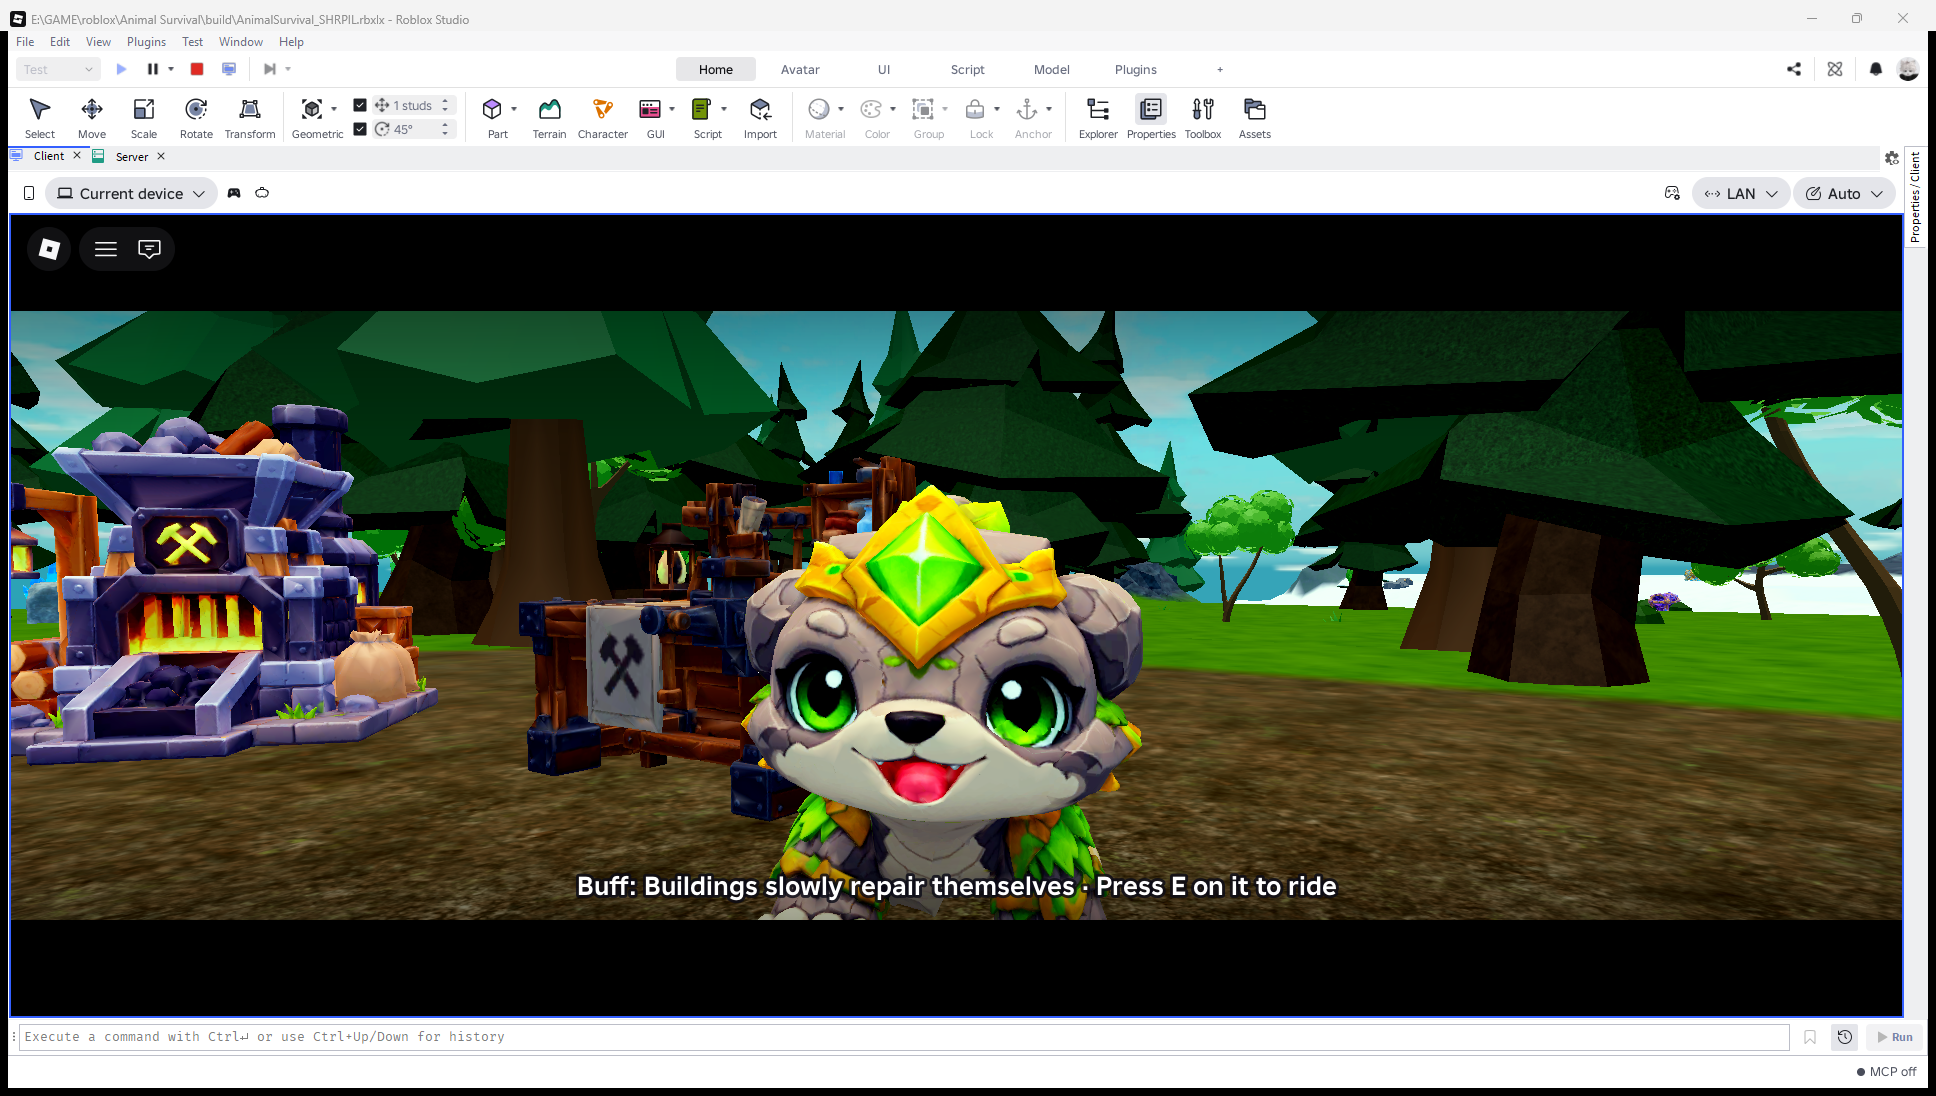 E:\GAME\roblox\Animal Survival\build\AnimalSurvival_SHRPIL.rbxlx - Roblox Studio
File Edit View Plugins Test Window Help
Test Home Avatar UI Script Model Plugins +
1 studs
45°
Select Move Scale Rotate Transform Geometric Part Terrain Character GUI Script Import Material Color Group Lock Anchor Explorer Properties Toolbox Assets
Client Server
Properties / Client
Current device LAN Auto
Buff: Buildings slowly repair themselves · Press E on it to ride
Execute a command with Ctrl↵ or use Ctrl+Up/Down for history
Run
MCP off